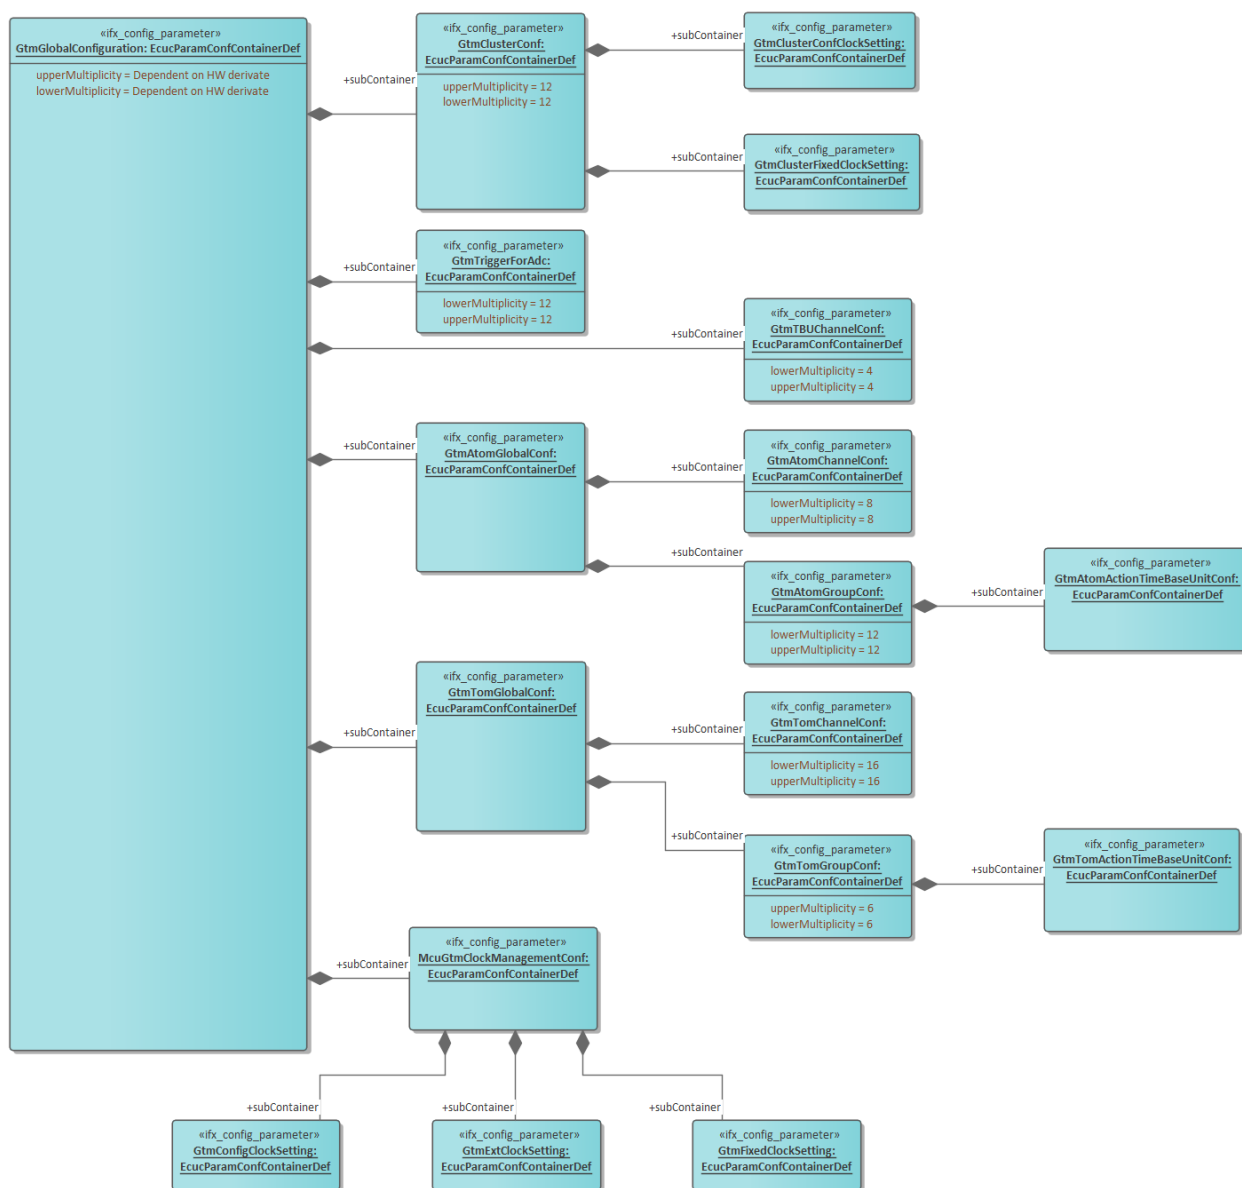 «ifx_config_parameter»
GtmGlobalConfiguration: EcucParamConfContainerDef
upperMultiplicity = Dependent on HW derivate
lowerMultiplicity = Dependent on HW derivate
+subContainer
«ifx_config_parameter»
GtmClusterConf:
EcucParamConfContainerDef
upperMultiplicity = 12
lowerMultiplicity = 12
+subContainer
«ifx_config_parameter»
GtmClusterConfClockSetting:
EcucParamConfContainerDef
+subContainer
«ifx_config_parameter»
GtmClusterFixedClockSetting:
EcucParamConfContainerDef
+subContainer
«ifx_config_parameter»
GtmTriggerForAdc:
EcucParamConfContainerDef
lowerMultiplicity = 12
upperMultiplicity = 12
+subContainer
«ifx_config_parameter»
GtmTBUChannelConf:
EcucParamConfContainerDef
lowerMultiplicity = 4
upperMultiplicity = 4
+subContainer
«ifx_config_parameter»
GtmAtomGlobalConf:
EcucParamConfContainerDef
+subContainer
«ifx_config_parameter»
GtmAtomChannelConf:
EcucParamConfContainerDef
lowerMultiplicity = 8
upperMultiplicity = 8
+subContainer
«ifx_config_parameter»
GtmAtomGroupConf:
EcucParamConfContainerDef
lowerMultiplicity = 12
upperMultiplicity = 12
+subContainer
«ifx_config_parameter»
GtmAtomActionTimeBaseUnitConf:
EcucParamConfContainerDef
+subContainer
«ifx_config_parameter»
GtmTomGlobalConf:
EcucParamConfContainerDef
+subContainer
«ifx_config_parameter»
GtmTomChannelConf:
EcucParamConfContainerDef
lowerMultiplicity = 16
upperMultiplicity = 16
+subContainer
«ifx_config_parameter»
GtmTomGroupConf:
EcucParamConfContainerDef
upperMultiplicity = 6
lowerMultiplicity = 6
+subContainer
«ifx_config_parameter»
GtmTomActionTimeBaseUnitConf:
EcucParamConfContainerDef
+subContainer
«ifx_config_parameter»
McuGtmClockManagementConf:
EcucParamConfContainerDef
+subContainer
«ifx_config_parameter»
GtmConfigClockSetting:
EcucParamConfContainerDef
+subContainer
«ifx_config_parameter»
GtmExtClockSetting:
EcucParamConfContainerDef
+subContainer
«ifx_config_parameter»
GtmFixedClockSetting:
EcucParamConfContainerDef